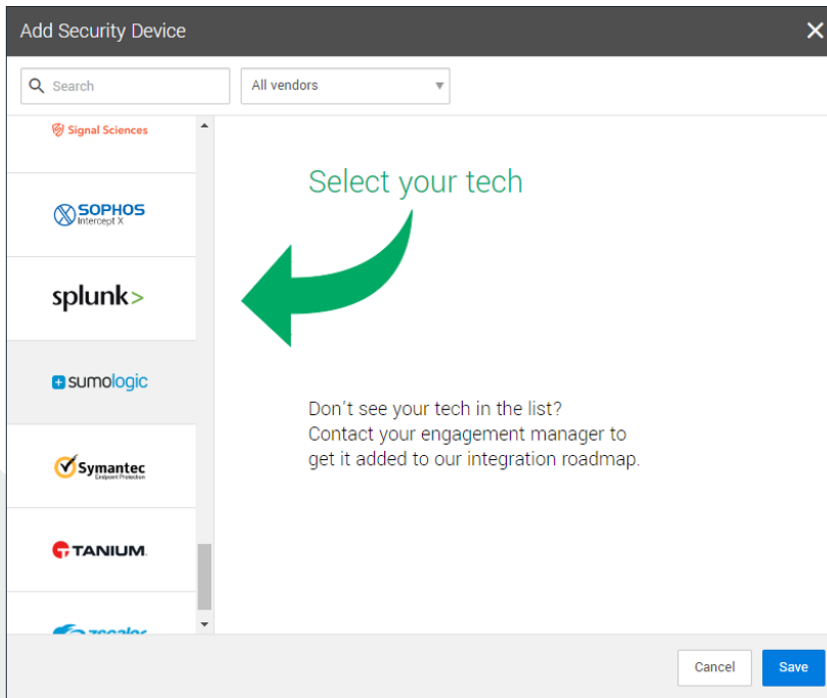 Add Security Device
Search
All vendors
Signal Sciences
SOPHOS
Intercept X
splunk>
sumologic
Symantec
Endpoint Protection
TANIUM
zscaler
Select your tech
Don't see your tech in the list?
Contact your engagement manager to
get it added to our integration roadmap.
Cancel
Save